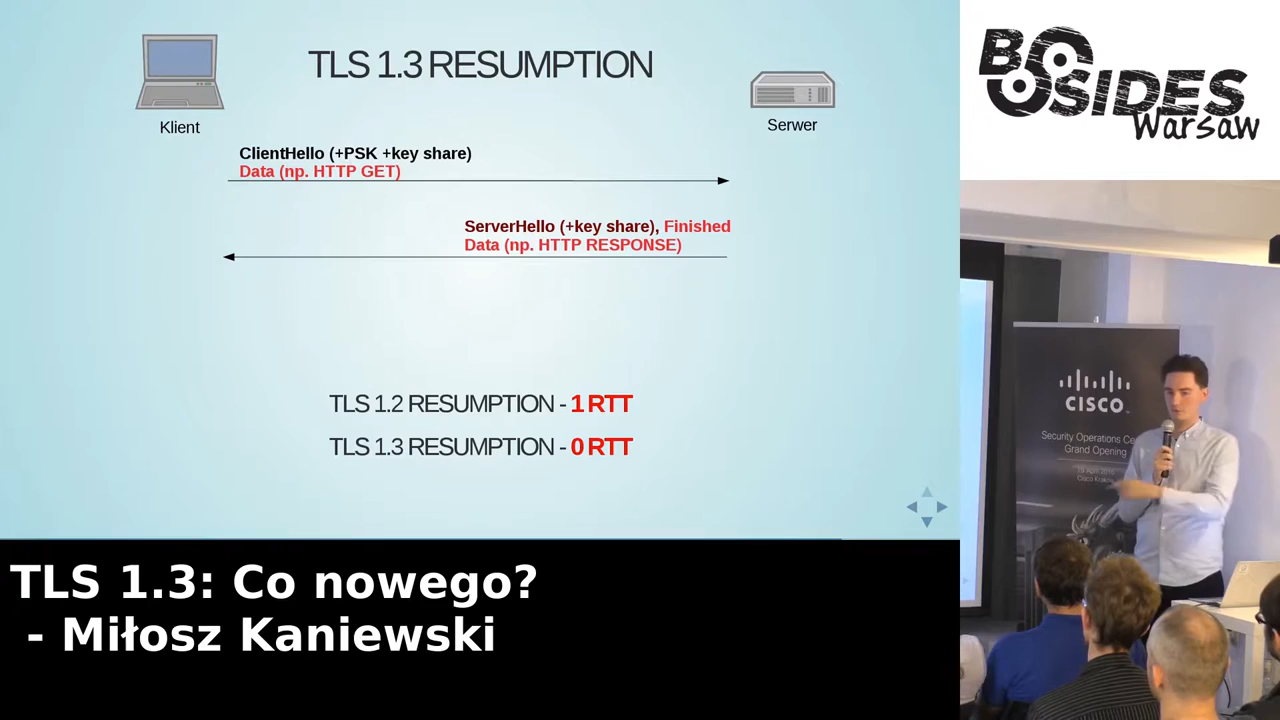 TLS 1.3 RESUMPTION
Klient
Serwer
ClientHello (+PSK +key share)
Data (np. HTTP GET)
ServerHello (+key share), Finished
Data (np. HTTP RESPONSE)
TLS 1.2 RESUMPTION - 1 RTT
TLS 1.3 RESUMPTION - 0 RTT
TLS 1.3: Co nowego?
- Miłosz Kaniewski
BSIDES
Warsaw
CISCO
Security Operations Ce
Grand Opening
Cisco Krakow